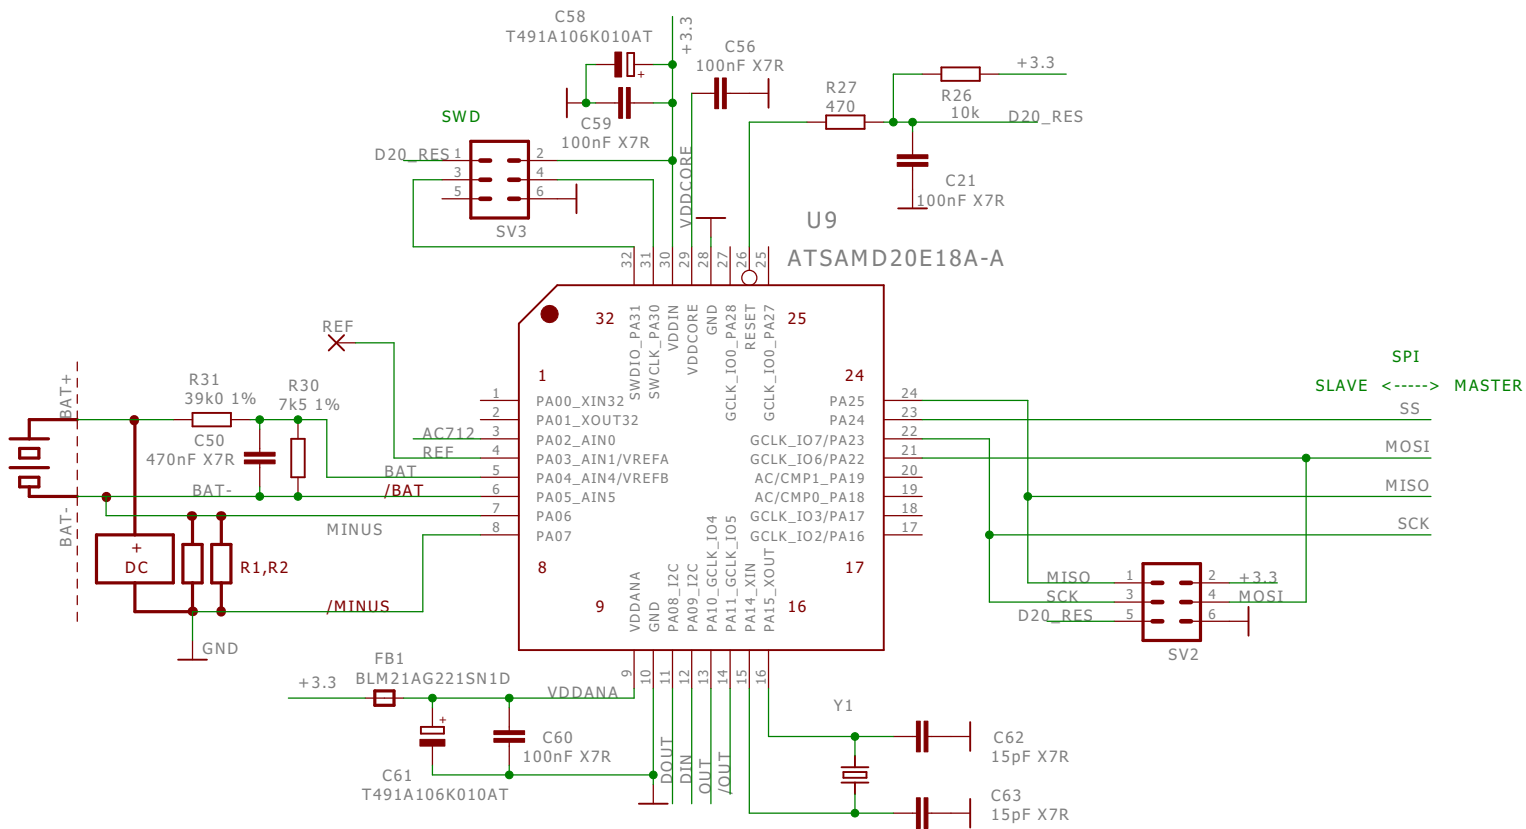 C58
T491A106K010AT
+3.3
C56
100nF X7R
+
C59
100nF X7R
SWD
D20_RES
1
2
3
4
5
6
SV3
VDDCORE
R27
470
R26
10k
+3.3
D20_RES
C21
100nF X7R
U9
ATSAMD20E18A-A
32
31
30
29
28
27
26
25
SWDIO_PA31
SWCLK_PA30
VDDIN
VDDCORE
GND
GCLK_IO0_PA28
RESET
GCLK_IO0_PA27
32
25
1
24
8
17
9
16
REF
BAT+
BAT-
R31
39k0 1%
R30
7k5 1%
C50
470nF X7R
AC712
REF
BAT
BAT-
/BAT
MINUS
/MINUS
+
DC
R1,R2
GND
1
PA00_XIN32
2
PA01_XOUT32
3
PA02_AIN0
4
PA03_AIN1/VREFA
5
PA04_AIN4/VREFB
6
PA05_AIN5
7
PA06
8
PA07
PA25
24
PA24
23
GCLK_IO7/PA23
22
GCLK_IO6/PA22
21
AC/CMP1_PA19
20
AC/CMP0_PA18
19
GCLK_IO3/PA17
18
GCLK_IO2/PA16
17
SPI
SLAVE <-----> MASTER
SS
MOSI
MISO
SCK
MISO
1
2
+3.3
SCK
3
4
MOSI
D20_RES
5
6
SV2
VDDANA
GND
PA08_I2C
PA09_I2C
PA10_GCLK_IO4
PA11_GCLK_IO5
PA14_XIN
PA15_XOUT
9
10
11
12
13
14
15
16
+3.3
FB1
BLM21AG221SN1D
VDDANA
+
C60
100nF X7R
C61
T491A106K010AT
DOUT
DIN
OUT
/OUT
Y1
C62
15pF X7R
C63
15pF X7R